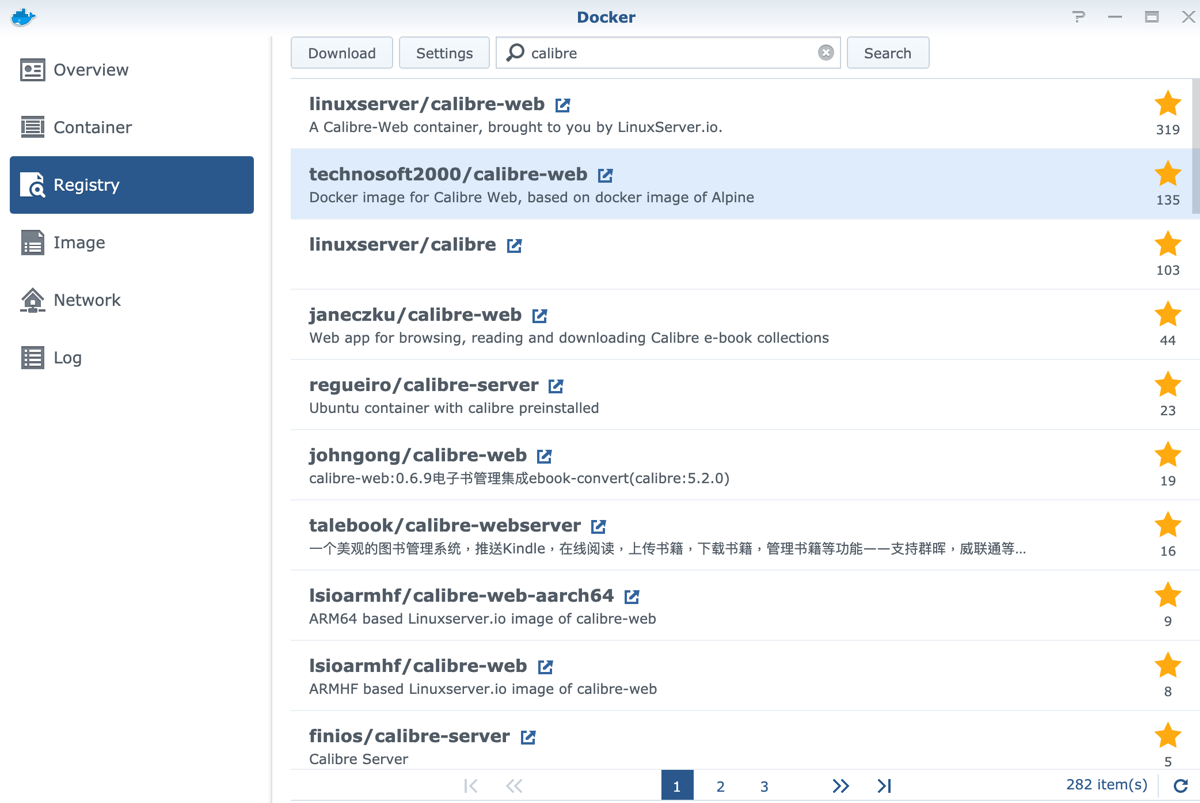 Docker
Overview
Container
Registry
Image
Network
Log
Download Settings calibre Search
linuxserver/calibre-web
A Calibre-Web container, brought to you by LinuxServer.io.
319
technosoft2000/calibre-web
Docker image for Calibre Web, based on docker image of Alpine
135
linuxserver/calibre
103
janeczku/calibre-web
Web app for browsing, reading and downloading Calibre e-book collections
44
regueiro/calibre-server
Ubuntu container with calibre preinstalled
23
johngong/calibre-web
calibre-web:0.6.9电子书管理集成ebook-convert(calibre:5.2.0)
19
talebook/calibre-webserver
一个美观的图书管理系统，推送Kindle，在线阅读，上传书籍，下载书籍，管理书籍等功能——支持群晖，威联通等...
16
lsioarmhf/calibre-web-aarch64
ARM64 based Linuxserver.io image of calibre-web
9
lsioarmhf/calibre-web
ARMHF based Linuxserver.io image of calibre-web
8
finios/calibre-server
Calibre Server
5
1 2 3 282 item(s)